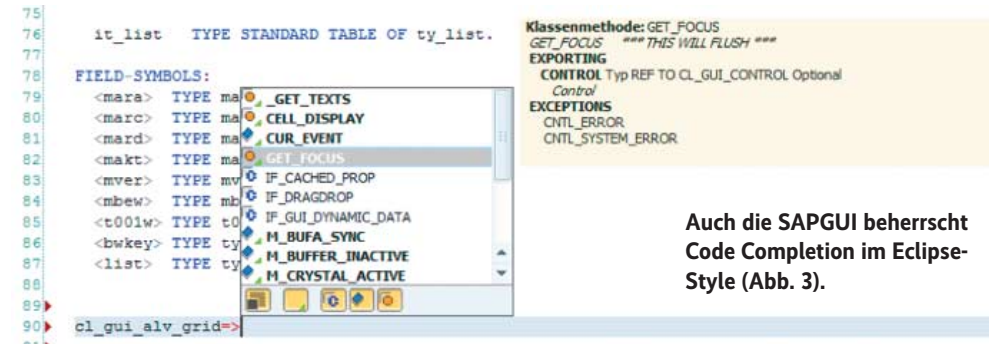 75
76 it_list TYPE STANDARD TABLE OF ty_list.
77
78 FIELD-SYMBOLS:
79 <mara> TYPE ma
80 <marc> TYPE ma
81 <mard> TYPE ma
82 <makt> TYPE ma
83 <mver> TYPE mv
84 <mbew> TYPE mb
85 <t001w> TYPE t0
86 <bwkey> TYPE ty
87 <list> TYPE ty
88
89
90 cl_gui_alv_grid=>
_GET_TEXTS
CELL_DISPLAY
CUR_EVENT
GET_FOCUS
IF_CACHED_PROP
IF_DRAGDROP
IF_GUI_DYNAMIC_DATA
M_BUFA_SYNC
M_BUFFER_INACTIVE
M_CRYSTAL_ACTIVE
Klassenmethode: GET_FOCUS
GET_FOCUS *** THIS WILL FLUSH ***
EXPORTING
CONTROL Typ REF TO CL_GUI_CONTROL Optional
Control
EXCEPTIONS
CNTL_ERROR
CNTL_SYSTEM_ERROR
Auch die SAPGUI beherrscht
Code Completion im Eclipse-
Style (Abb. 3).